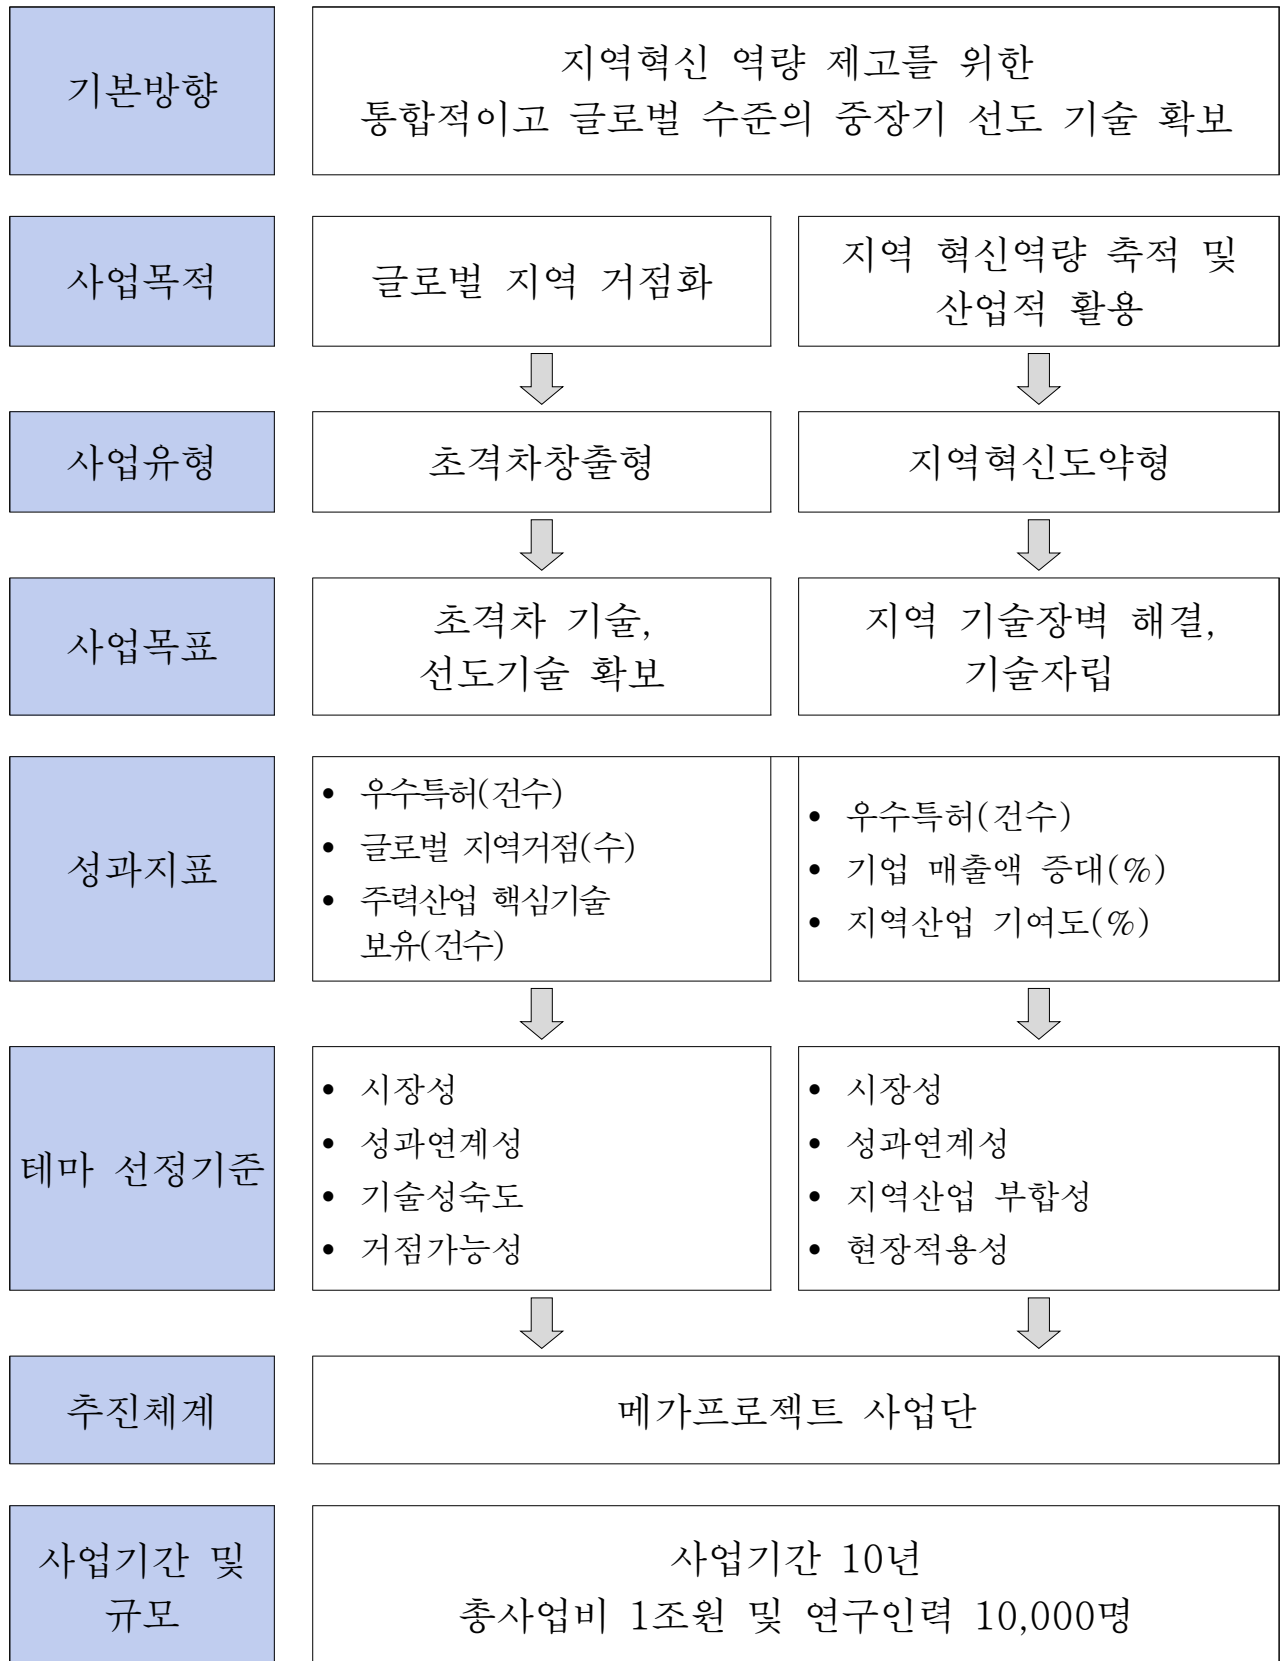 기본방향
지역혁신 역량 제고를 위한
통합적이고 글로벌 수준의 중장기 선도 기술 확보
사업목적
글로벌 지역 거점화
지역 혁신역량 축적 및
산업적 활용
사업유형
초격차창출형
지역혁신도약형
사업목표
초격차 기술,
선도기술 확보
지역 기술장벽 해결,
기술자립
성과지표
• 우수특허(건수)
• 글로벌 지역거점(수)
• 주력산업 핵심기술
보유(건수)
• 우수특허(건수)
• 기업 매출액 증대(%)
• 지역산업 기여도(%)
테마 선정기준
• 시장성
• 성과연계성
• 기술성숙도
• 거점가능성
• 시장성
• 성과연계성
• 지역산업 부합성
• 현장적용성
추진체계
메가프로젝트 사업단
사업기간 및
규모
사업기간 10년
총사업비 1조원 및 연구인력 10,000명